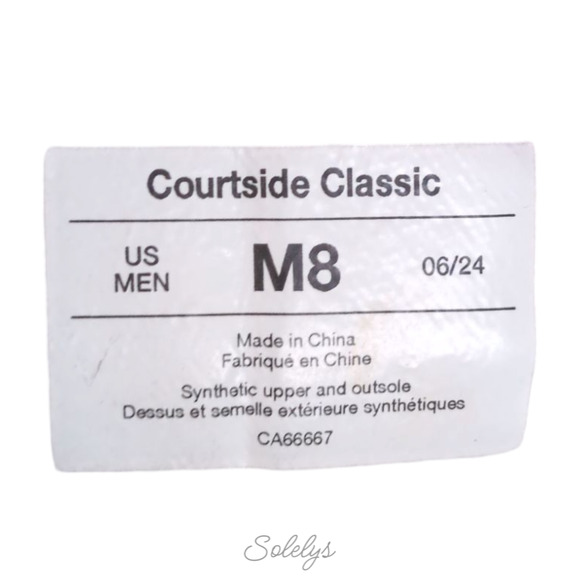 Courtside Classic
US
MEN
M8
06/24
Made in China
Fabriqué en Chine
Synthetic upper and outsole
Dessus et semelle extérieure synthétiques
CA66667
Solelys